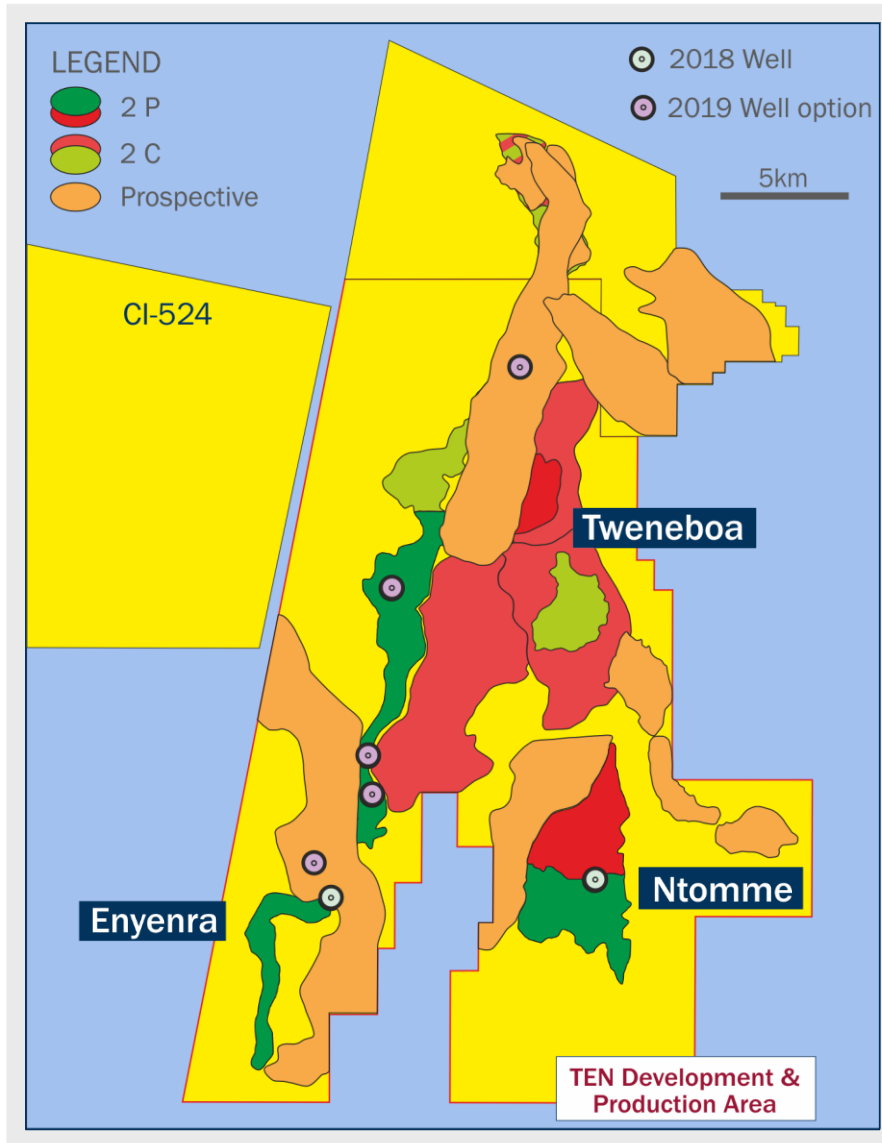 LEGEND
2 P
2 C
Prospective
2018 Well
2019 Well option
5km
CI-524
Tweneboa
Ntomme
Enyenra
TEN Development &
Production Area